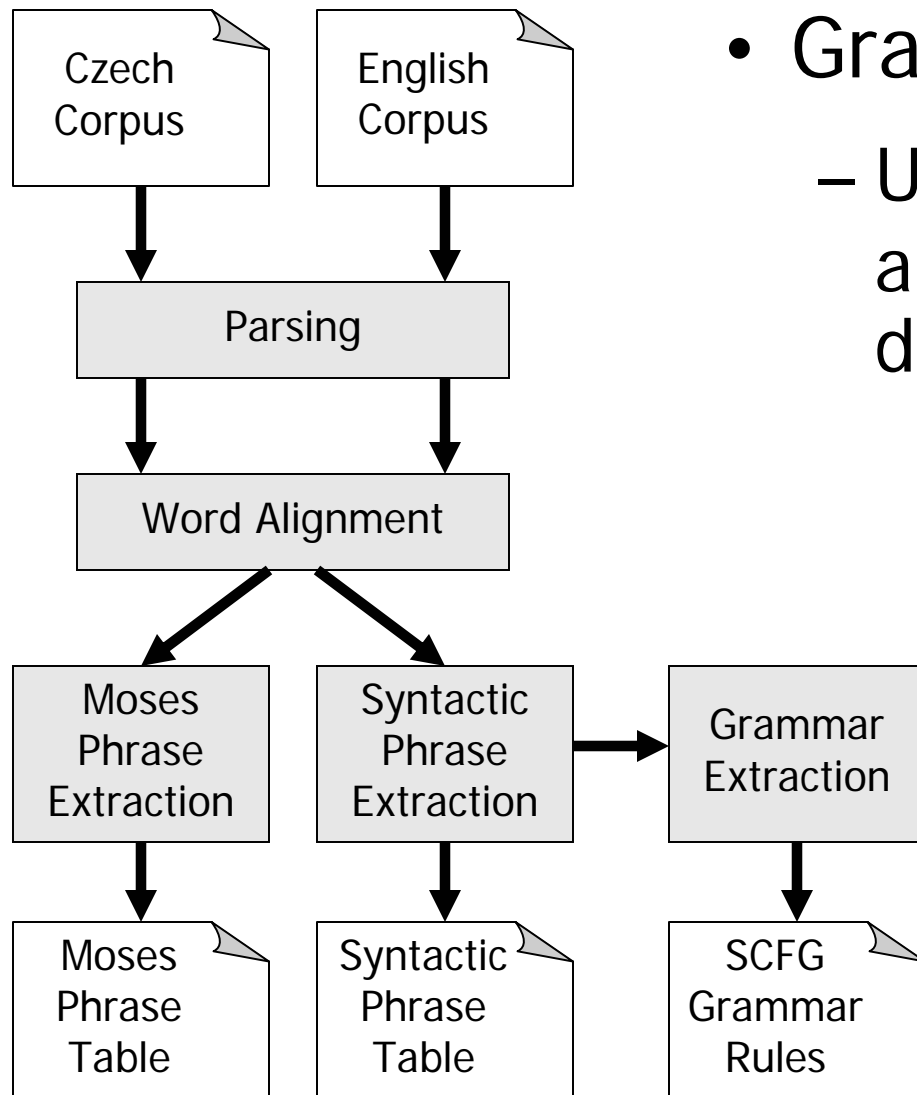 Czech
Corpus
English
Corpus
Parsing
Word Alignment
Moses
Phrase
Extraction
Syntactic
Phrase
Extraction
Grammar
Extraction
Moses
Phrase
Table
Syntactic
Phrase
Table
SCFG
Grammar
Rules
• Gra
– U
a
d